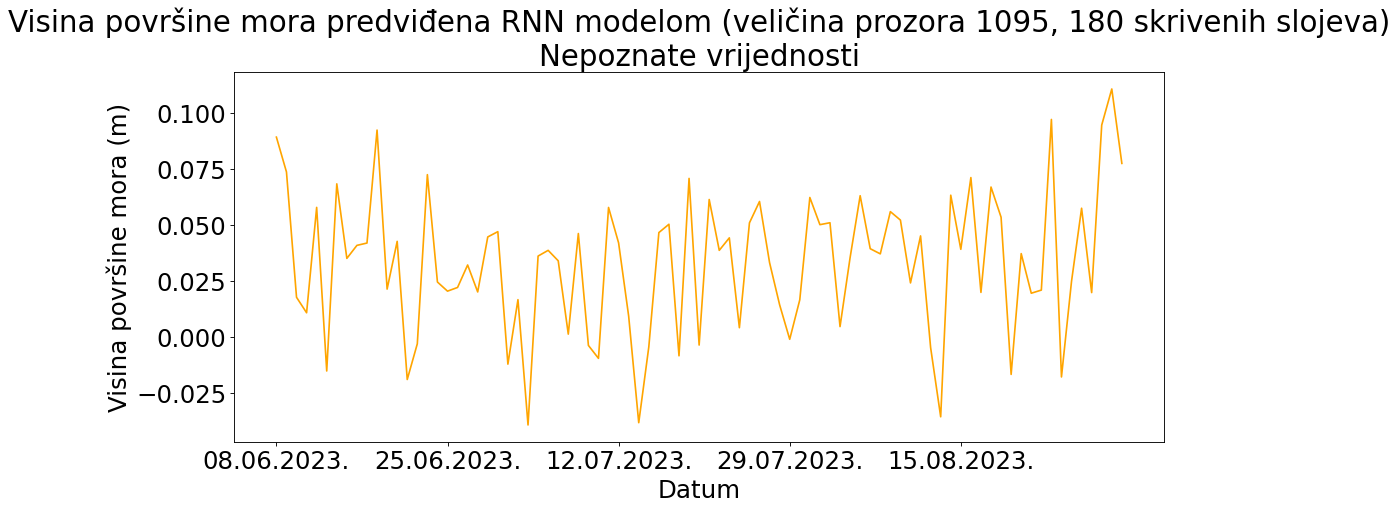 Visina površine mora predviđena RNN modelom (veličina prozora 1095, 180 skrivenih slojeva)
Nepoznate vrijednosti
Visina površine mora (m)
0.100
0.075
0.050
0.025
0.000
−0.025
08.06.2023.
25.06.2023.
12.07.2023.
29.07.2023.
15.08.2023.
Datum